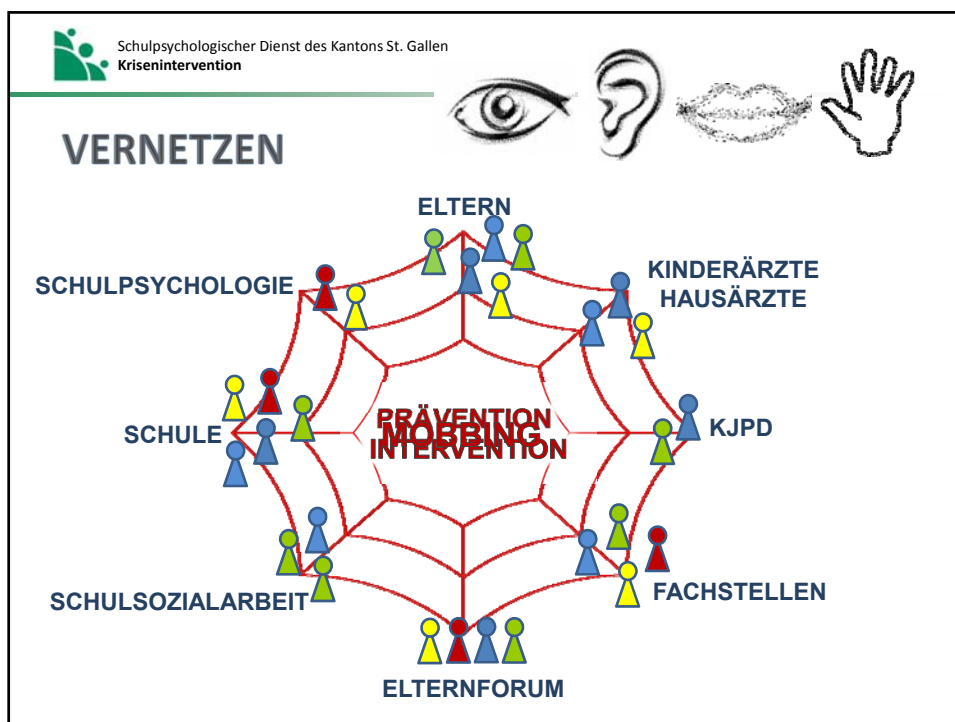 Schulpsychologischer Dienst des Kantons St. Gallen
Krisenintervention
VERNETZEN
ELTERN
SCHULPSYCHOLOGIE
KINDERÄRZTE
HAUSÄRZTE
PRÄVENTION
MOBBING
INTERVENTION
SCHULE
KJPD
SCHULSOZIALARBEIT
FACHSTELLEN
ELTERNFORUM